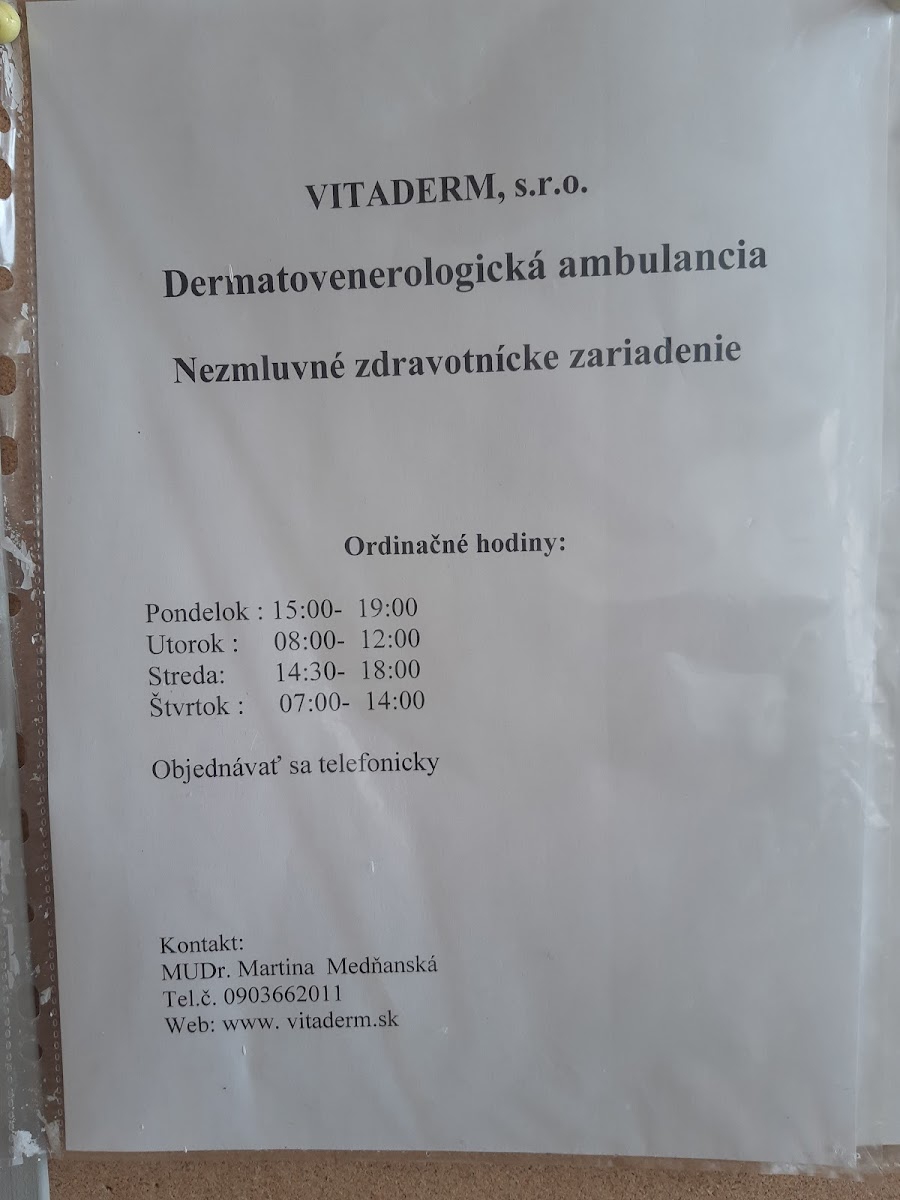 VITADERM, s.r.o.
Dermatovenerologická ambulancia
Nezmluvné zdravotnícke zariadenie
Ordinačné hodiny:
Pondelok : 15:00- 19:00
Utorok : 08:00- 12:00
Streda: 14:30- 18:00
Štvrtok : 07:00- 14:00
Objednávať sa telefonicky
Kontakt:
MUDr. Martina Medňanská
Tel.č. 0903662011
Web: www. vitaderm.sk